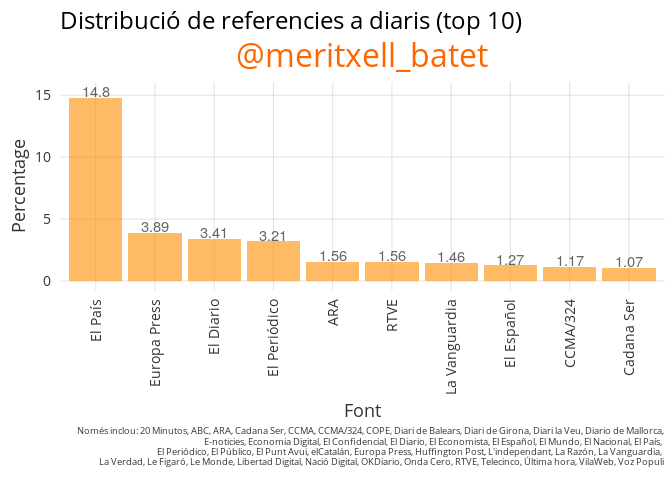 Distribució de referencies a diaris (top 10)
@meritxell_batet
Percentage
15
10
5
0
14.8
3.89
3.41
3.21
1.56
1.56
1.46
1.27
1.17
1.07
El País
Europa Press
El Diario
El Periódico
ARA
RTVE
La Vanguardia
El Español
CCMA/324
Cadana Ser
Font
Només inclou: 20 Minutos, ABC, ARA, Cadana Ser, CCMA, CCMA/324, COPE, Diari de Balears, Diari de Girona, Diari la Veu, Diario de Mallorca,
E-noticies, Economia Digital, El Confidencial, El Diario, El Economista, El Español, El Mundo, El Nacional, El País,
El Periódico, El Público, El Punt Avui, elCatalán, Europa Press, Huffington Post, L'independant, La Razón, La Vanguardia,
La Verdad, Le Figaró, Le Monde, Libertad Digital, Nació Digital, OKDiario, Onda Cero, RTVE, Telecinco, Última hora, VilaWeb, Voz Populi